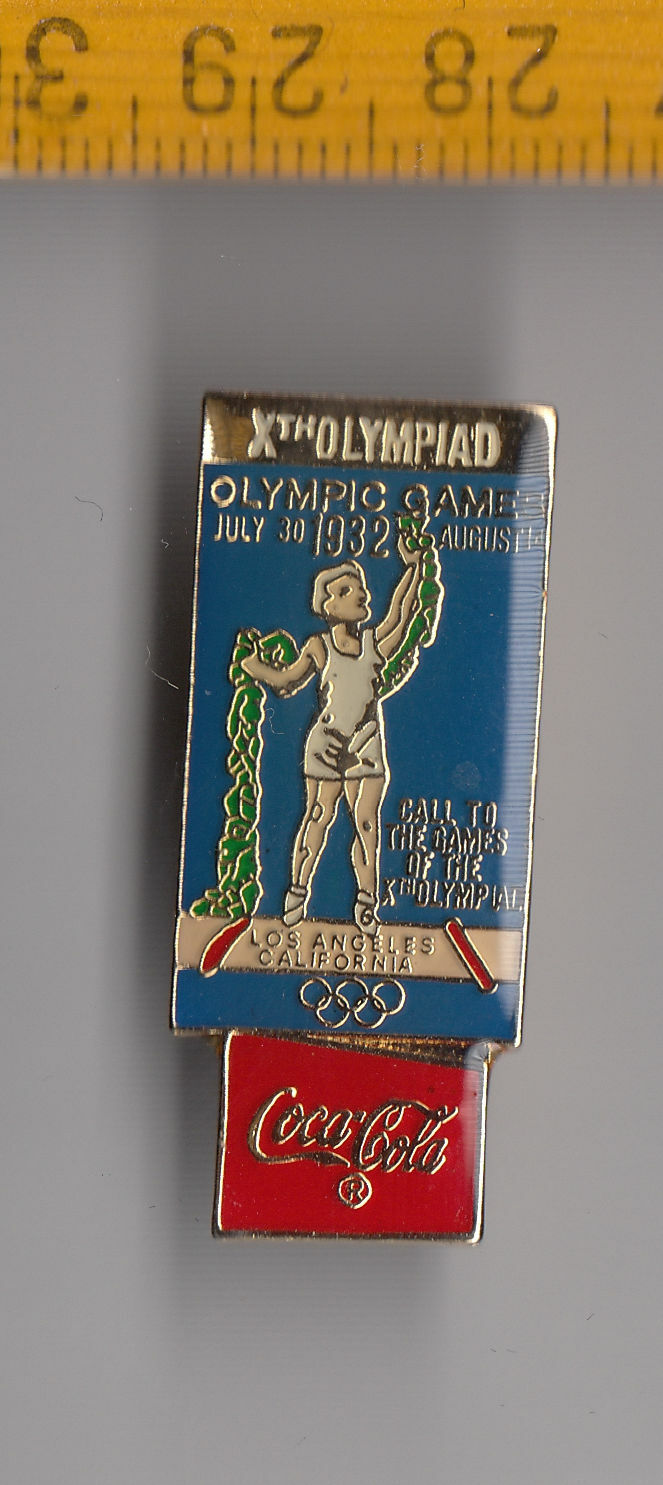 29 28
XTH OLYMPIAD
OLYMPIC GAMES
JULY 30 1932 AUGUST 14
CALL TO
THE GAMES
OF THE
XTH OLYMPIAD
LOS ANGELES
CALIFORNIA
Coca-Cola
®